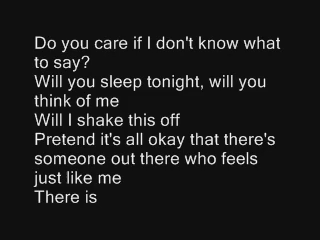 Do you care if I don't know what
to say?
Will you sleep tonight, will you
think of me
Will I shake this off
Pretend it's all okay that there's
someone out there who feels
just like me
There is